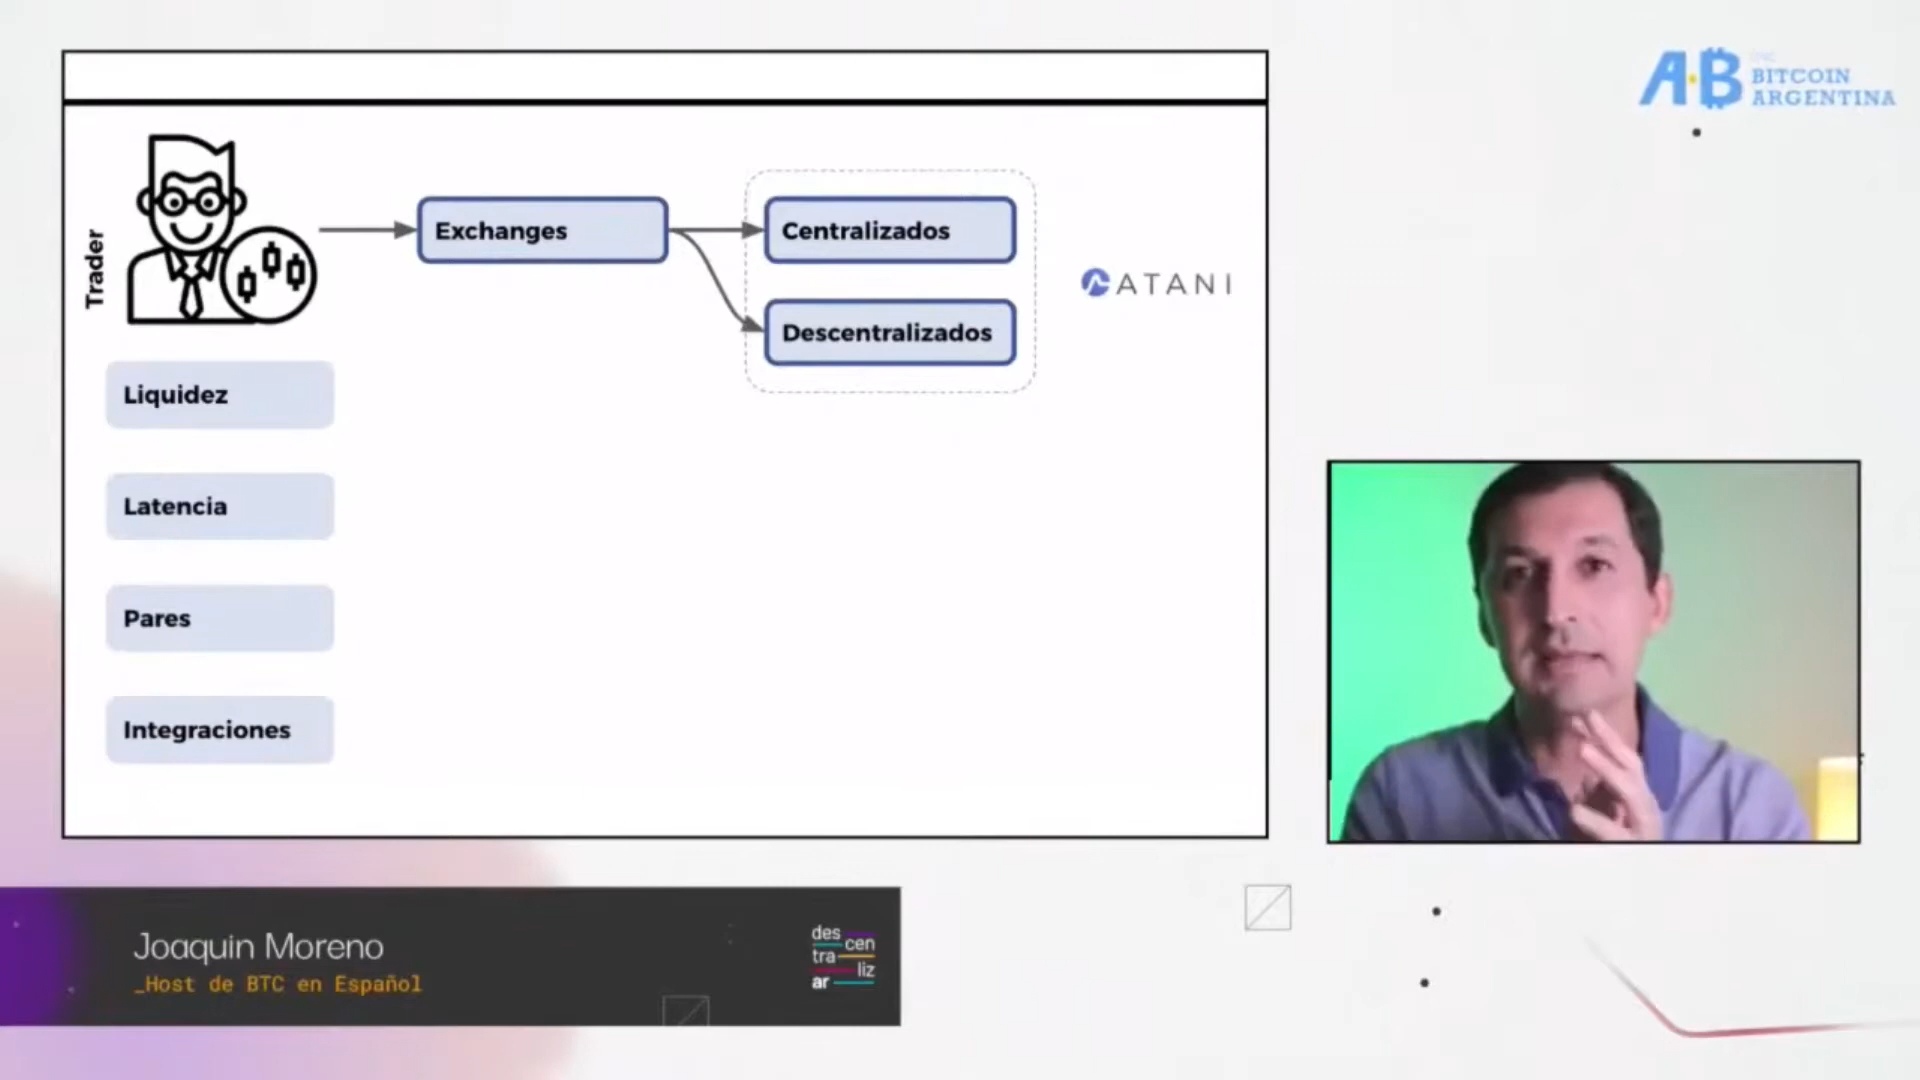 Trader
Exchanges
Centralizados
Descentralizados
ATANI
Liquidez
Latencia
Pares
Integraciones
BITCOIN
ARGENTINA
Joaquin Moreno
_Host de BTC en Español
des
cen
tra
liz
ar